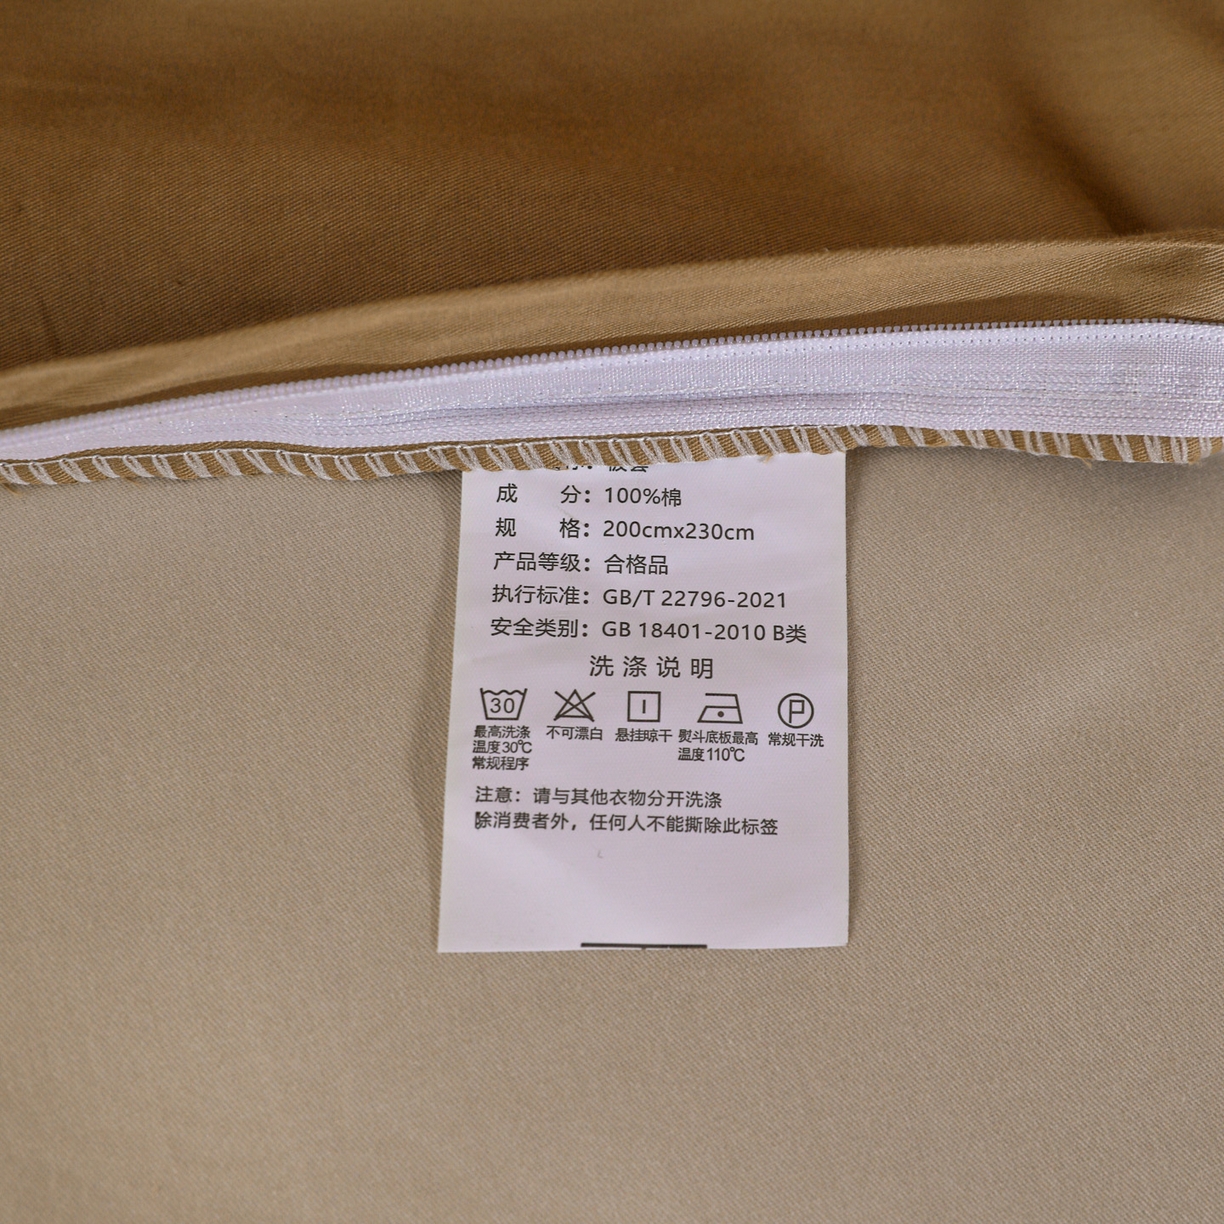 成 分：100%棉
规 格：200cmx230cm
产品等级：合格品
执行标准：GB/T 22796-2021
安全类别：GB 18401-2010 B类
洗涤说明
30
P
最高洗涤温度30℃常规程序
不可漂白
悬挂晾干
熨斗底板最高温度110℃
常规干洗
注意：请与其他衣物分开洗涤
除消费者外，任何人不能撕除此标签